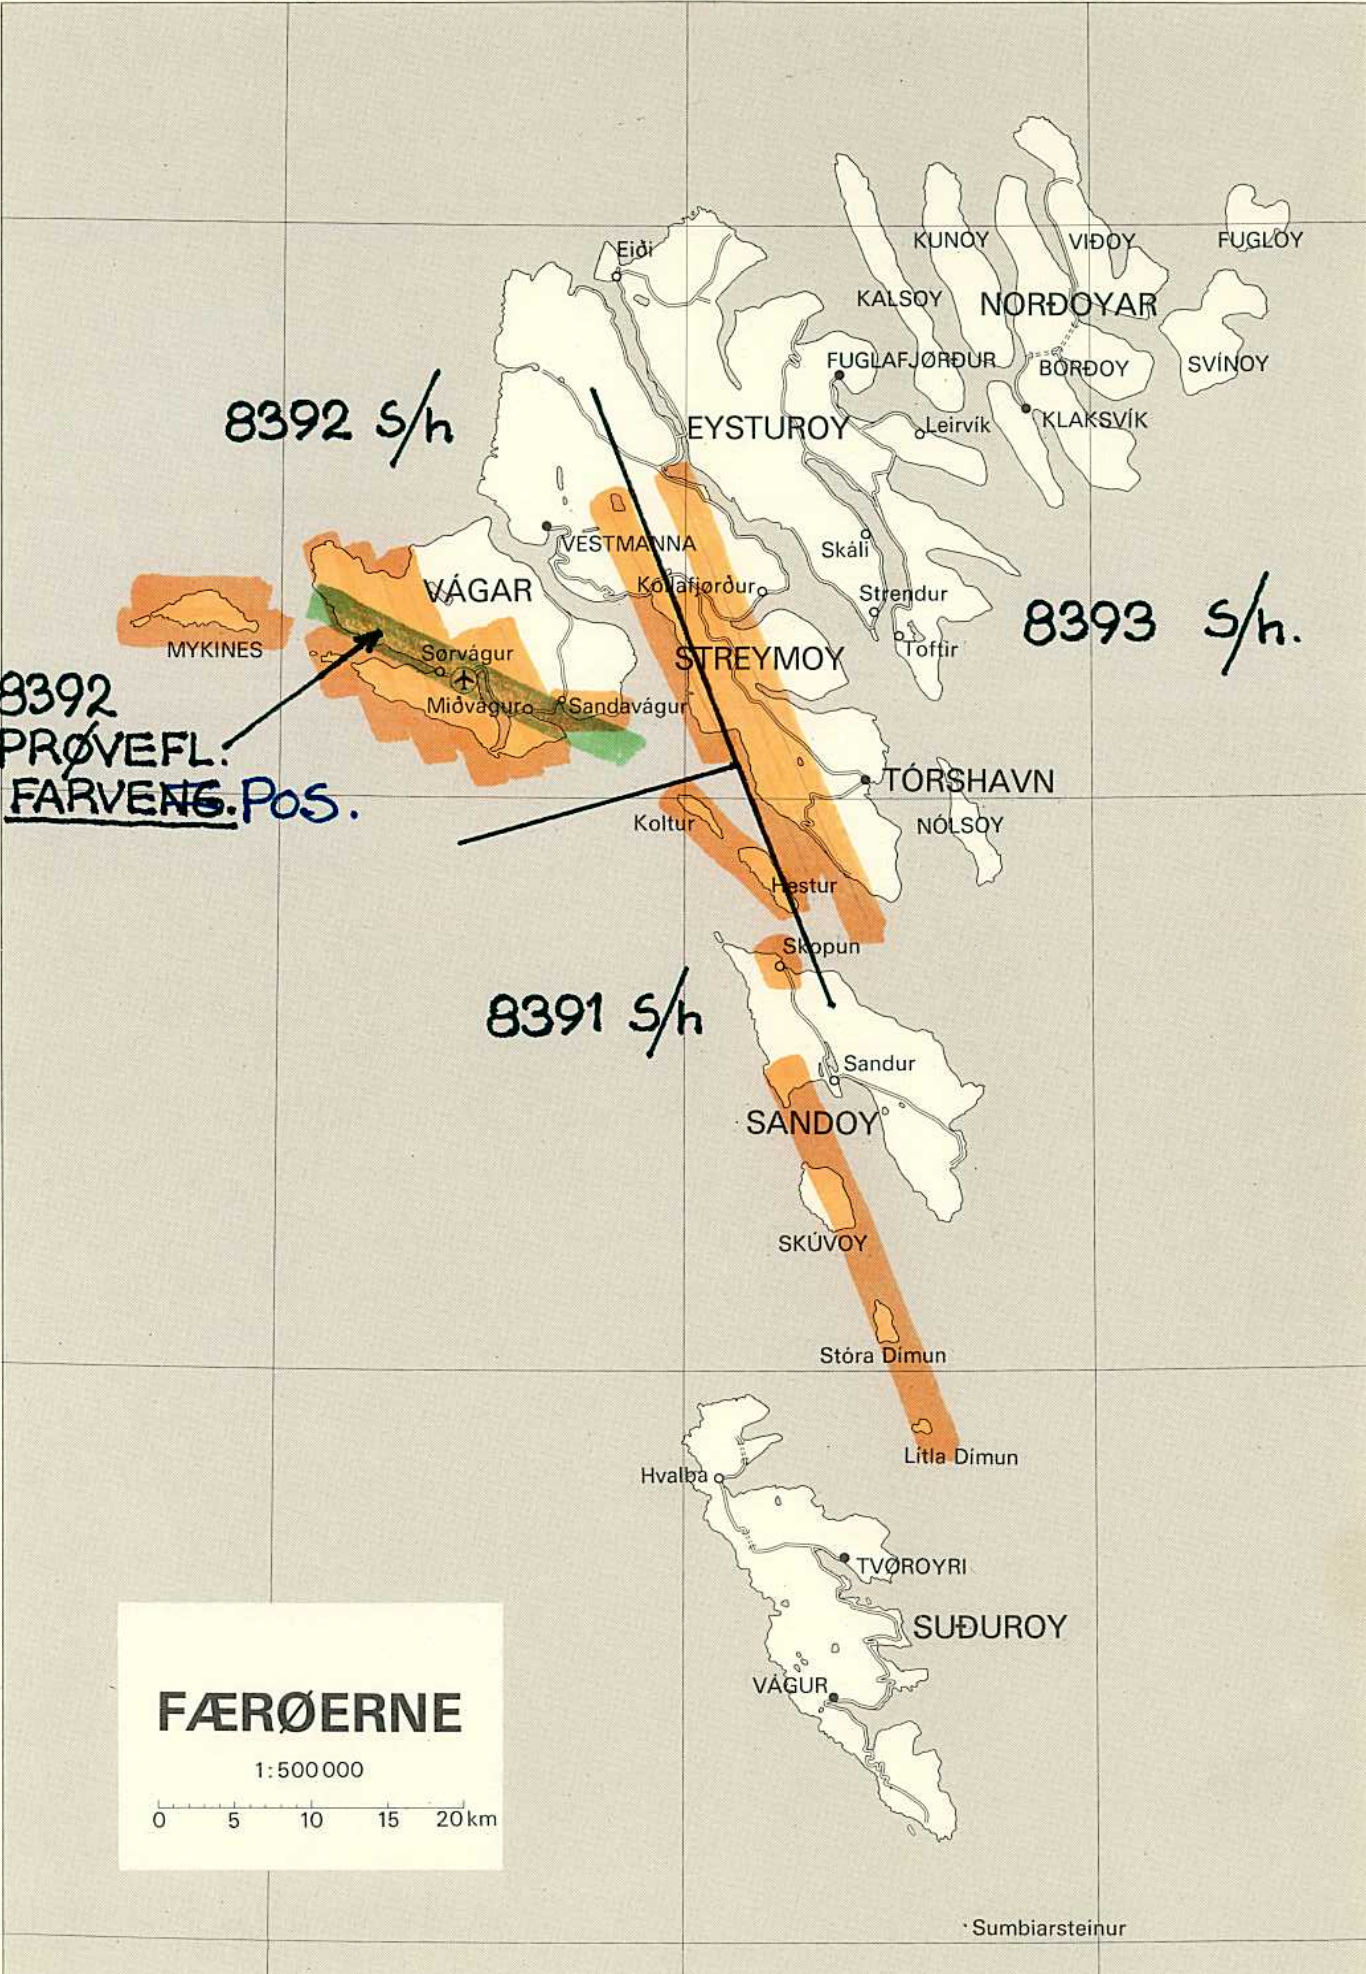 Eiði
KUNOY
VIÐOY
FUGLOY
KALSOY
NORÐOYAR
FUGLAFJØRÐUR
BORÐOY
SVÍNOY
8392 S/h
EYSTUROY
Leirvík
KLAKSVÍK
VESTMANNA
Skáli
VÁGAR
Kollafjørður
Strendur
8393 S/h.
MYKINES
Sørvágur
STREYMOY
Toftir
8392
PRØVEFL.
FARVENG. POS.
Miðvágur
Sandavágur
TÓRSHAVN
Koltur
NÓLSOY
Hestur
Skopun
8391 S/h
Sandur
SANDOY
SKÚVOY
Stóra Dímun
Lítla Dímun
Hvalba
TVØROYRI
SUÐUROY
VÁGUR
FÆRØERNE
1:500 000
0 5 10 15 20 km
Sumbiarsteinur